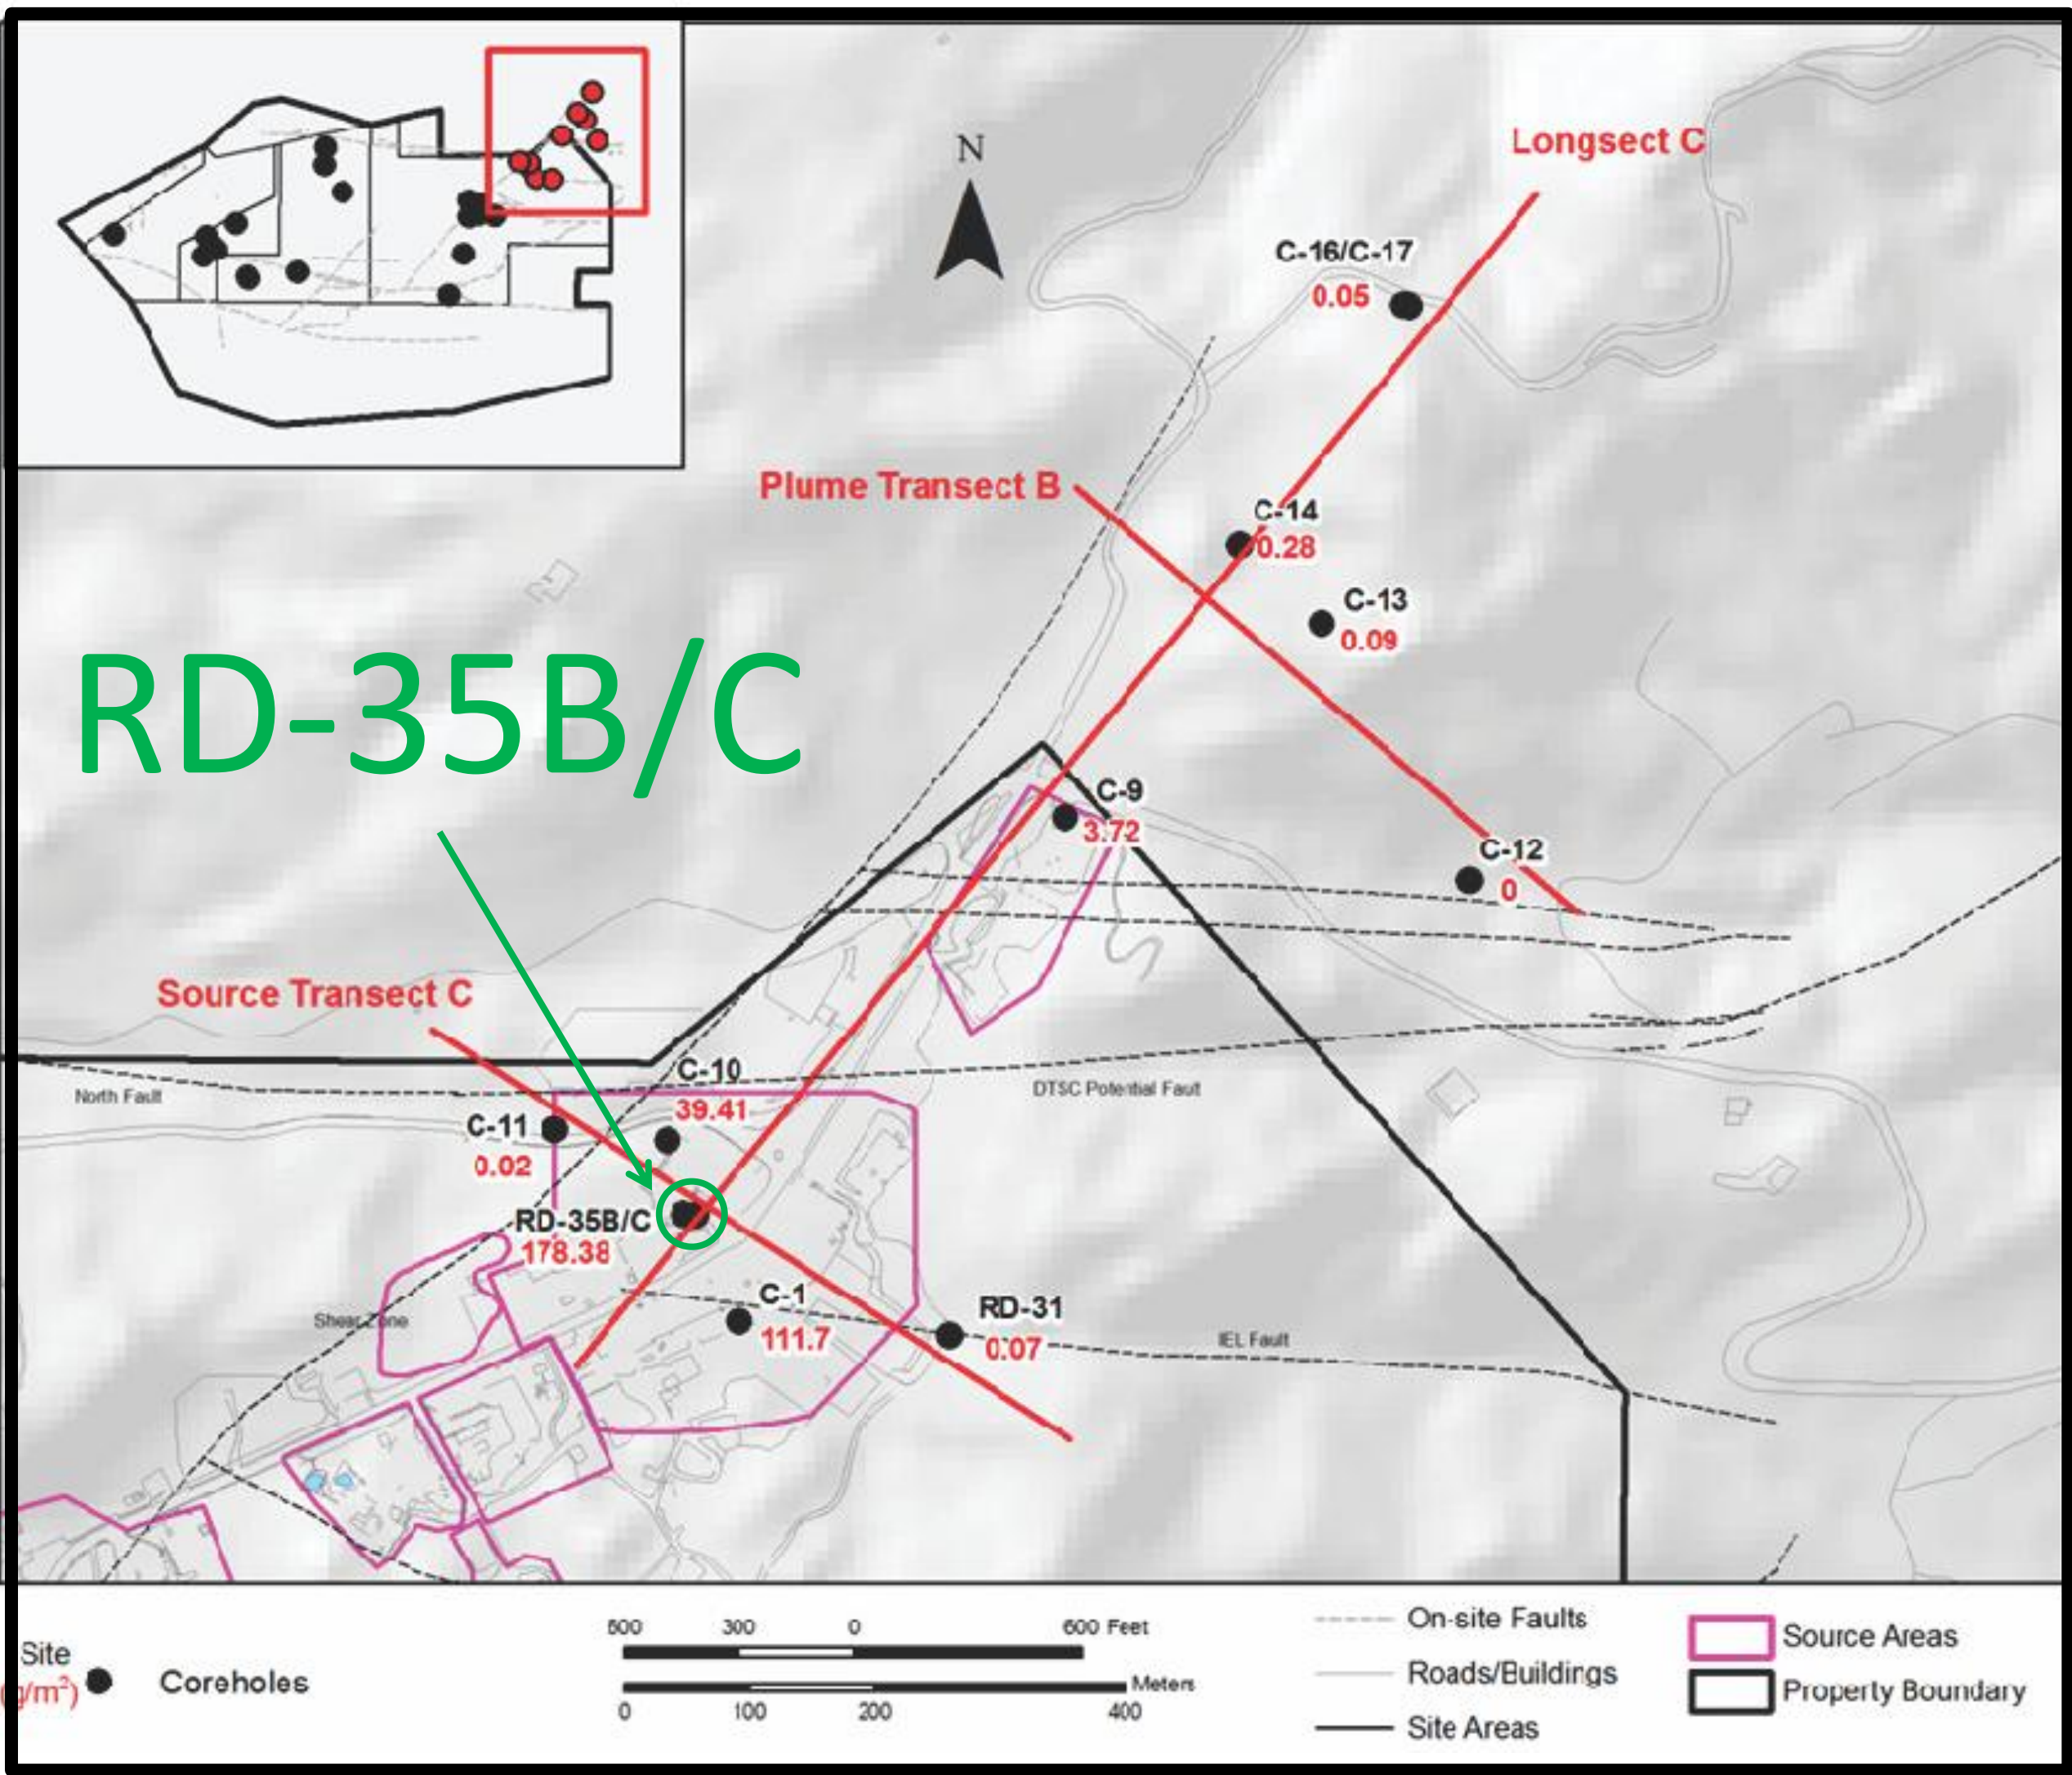 N
Longsect C
C-16/C-17
0.05
Plume Transect B
C-14
0.28
C-13
0.09
RD-35B/C
C-9
3.72
C-12
0
Source Transect C
C-10
39.41
North Fault
DTSC Potential Fault
C-11
0.02
RD-35B/C
178.38
C-1
111.7
RD-31
0.07
Shear Zone
IEL Fault
Site
g/m²)
Coreholes
600 300 0 600 Feet
Meters
0 100 200 400
On-site Faults
Roads/Buildings
Site Areas
Source Areas
Property Boundary